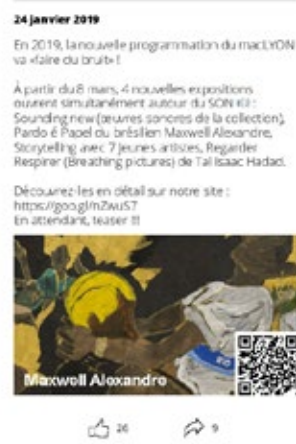 24 janvier 2019
En 2019, la nouvelle programmation du macLYON
va «faire du bruit» !
À partir du 8 mars, 4 nouvelles expositions
ouvrent simultanément autour du SON
Sounding new (œuvres sonores de la collection),
Pardo é Papel du brésilien Maxwell Alexandre,
Storytelling avec 7 jeunes artistes, Regarder
Respirer (Breathing pictures) de Tal Isaac Hadad.
Découvrez-les en détail sur notre site :
https://goo.gl/nZwuS7
En attendant, teaser !!!
Maxwell Alexandre
26 9